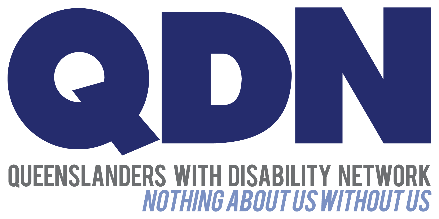 QDN
QUEENSLANDERS WITH DISABILITY NETWORK
NOTHING ABOUT US WITHOUT US